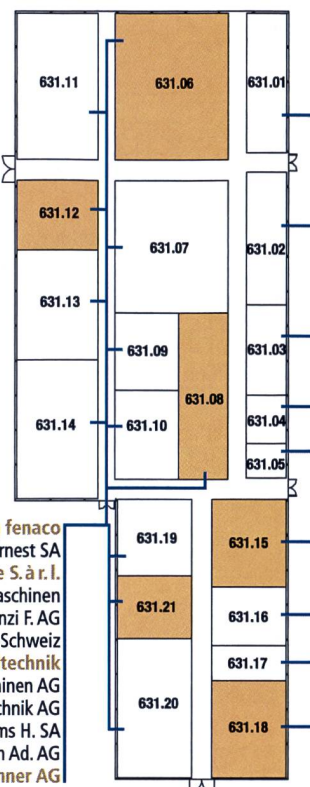 631.11
631.06
631.01
631.12
631.07
631.02
631.13
631.09
631.03
631.08
631.14
631.10
631.04
631.05
fenaco
rnest SA
e S.à r.l.
aschinen
nzi F. AG
Schweiz
technik
inen AG
chnik AG
ms H. SA
n Ad. AG
nner AG
631.19
631.15
631.21
631.16
631.17
631.20
631.18